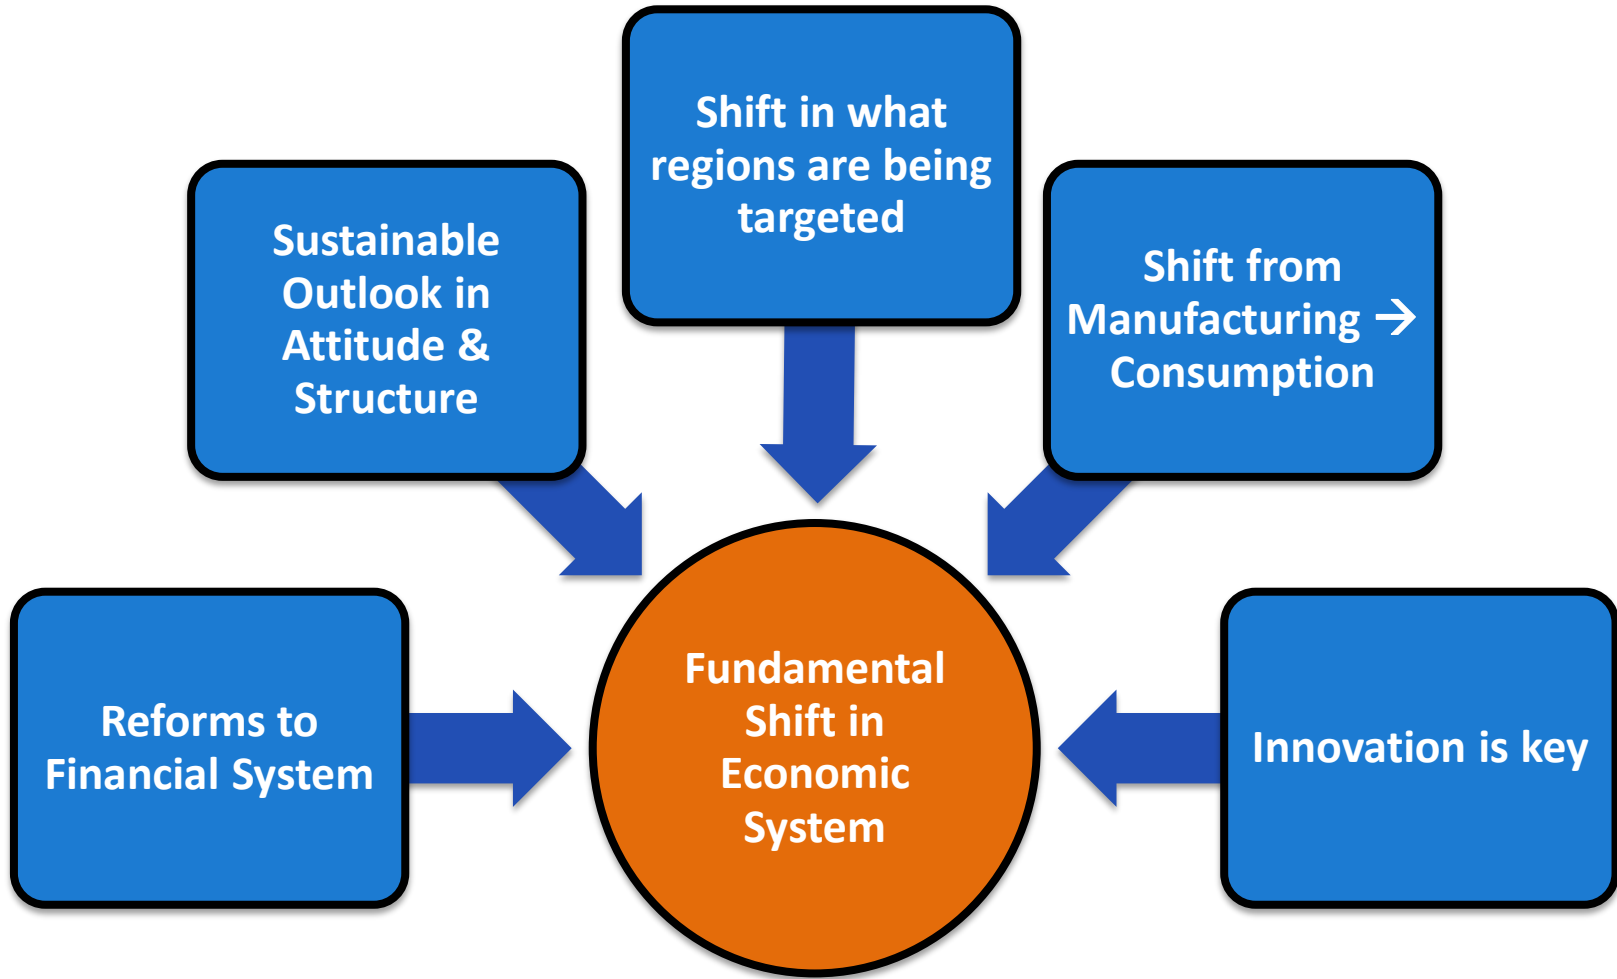 Shift in what
regions are being
targeted
Sustainable
Outlook in
Attitude &
Structure
Shift from
Manufacturing →
Consumption
Reforms to
Financial System
Fundamental
Shift in
Economic
System
Innovation is key